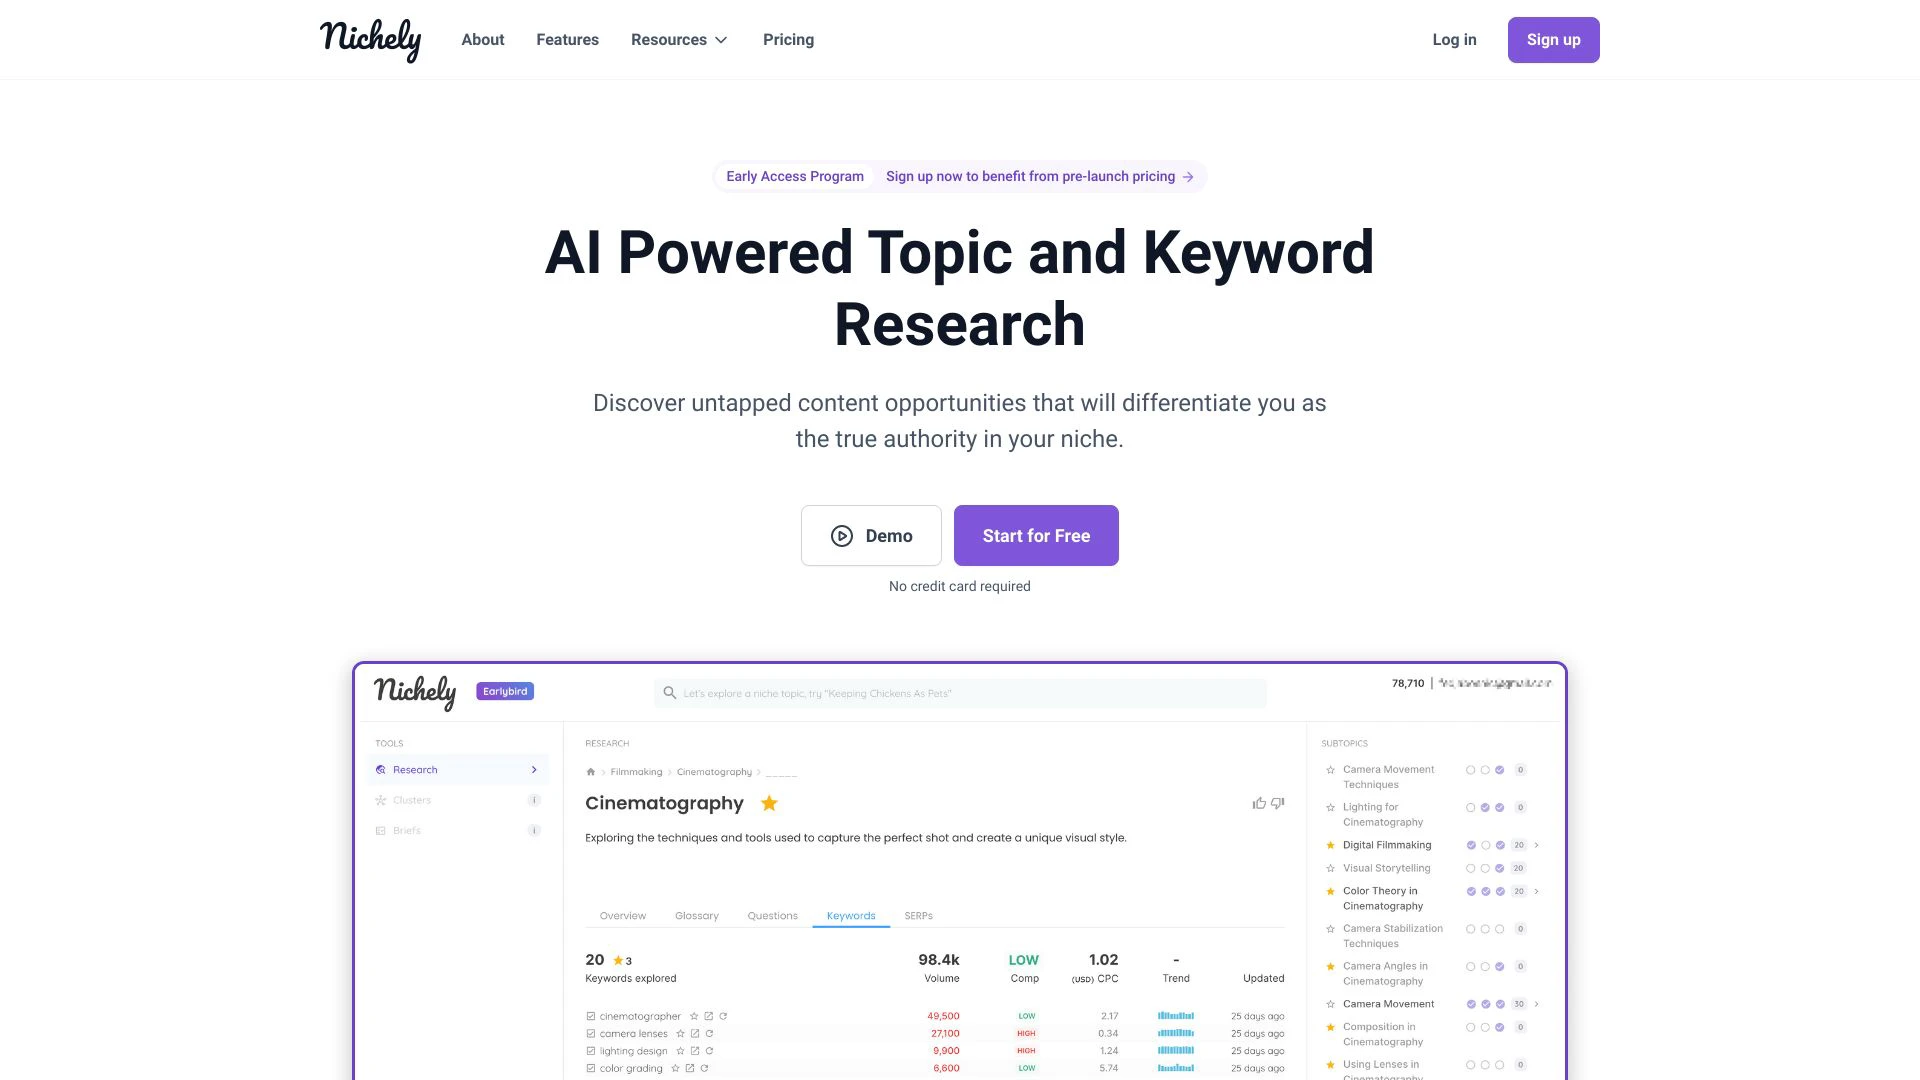 Nichely About Features Resources Pricing Log in Sign up
Early Access Program Sign up now to benefit from pre-launch pricing →
AI Powered Topic and Keyword
Research
Discover untapped content opportunities that will differentiate you as
the true authority in your niche.
Demo Start for Free
No credit card required
Nichely Earlybird Let's explore a niche topic, try "Keeping Chickens As Pets" 78,710 |
TOOLS
Research
Clusters i
Briefs i
RESEARCH
Filmmaking Cinematography _____
Cinematography
Exploring the techniques and tools used to capture the perfect shot and create a unique visual style.
Overview Glossary Questions Keywords SERPs
20 3 98.4k LOW 1.02 -
Keywords explored Volume Comp (USD) CPC Trend Updated
cinematographer 49,500 LOW 2.17 25 days ago
camera lenses 27,100 HIGH 0.34 25 days ago
lighting design 9,900 HIGH 1.24 25 days ago
color grading 6,600 LOW 5.74 25 days ago
SUBTOPICS
Camera Movement 0
Techniques
Lighting for 0
Cinematography
Digital Filmmaking 20
Visual Storytelling 20
Color Theory in 20
Cinematography
Camera Stabilization 0
Techniques
Camera Angles in 0
Cinematography
Camera Movement 30
Composition in 0
Cinematography
Using Lenses in 0
Cinematography